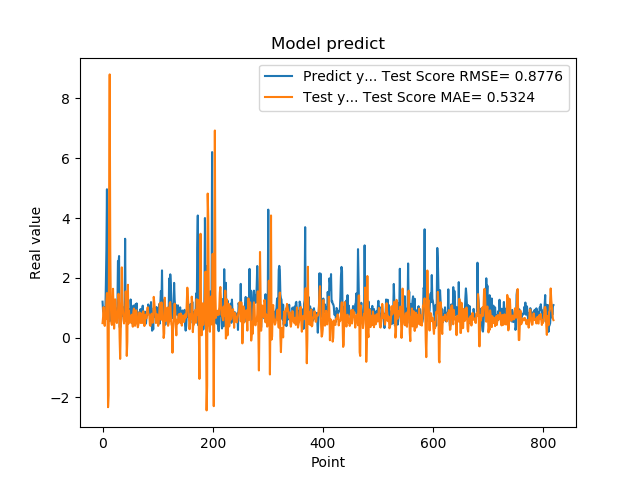 Model predict
Predict y... Test Score RMSE= 0.8776
Test y... Test Score MAE= 0.5324
Real value
8
6
4
2
0
−2
0 200 400 600 800
Point